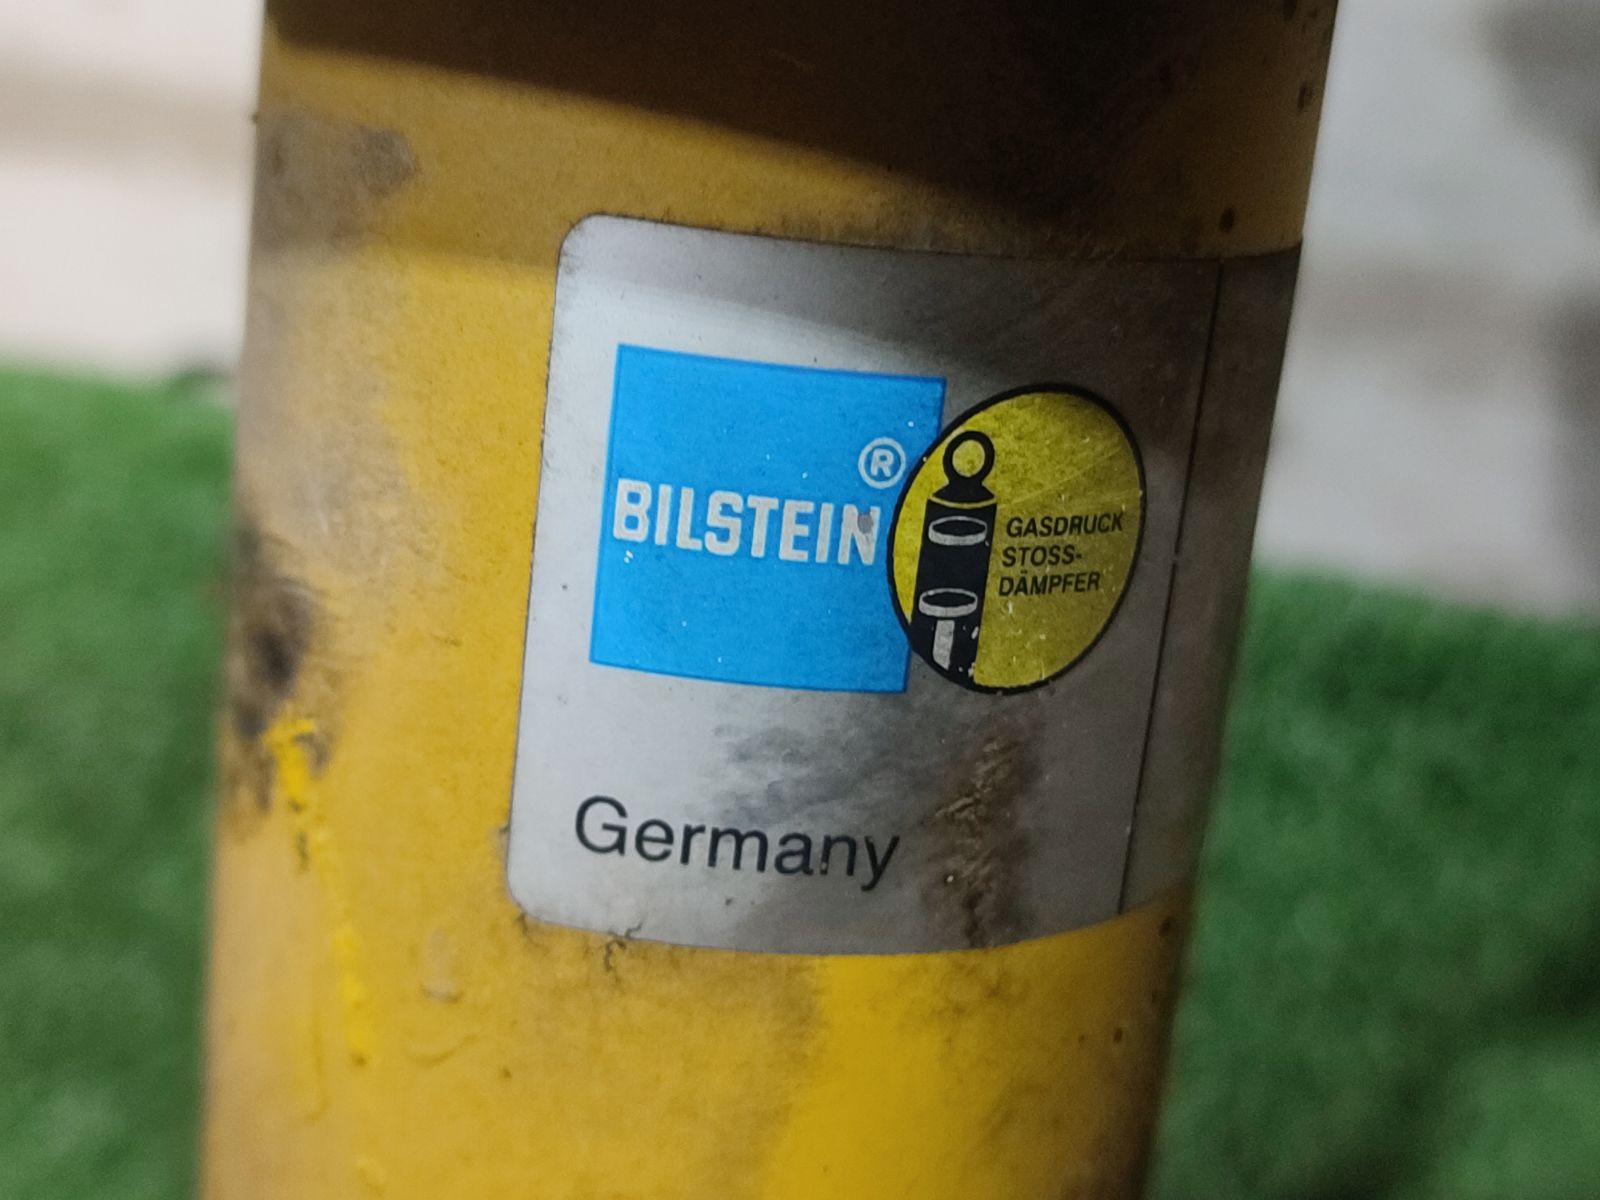 BILSTEIN®
GASDRUCK
STOSS-
DÄMPFER
Germany